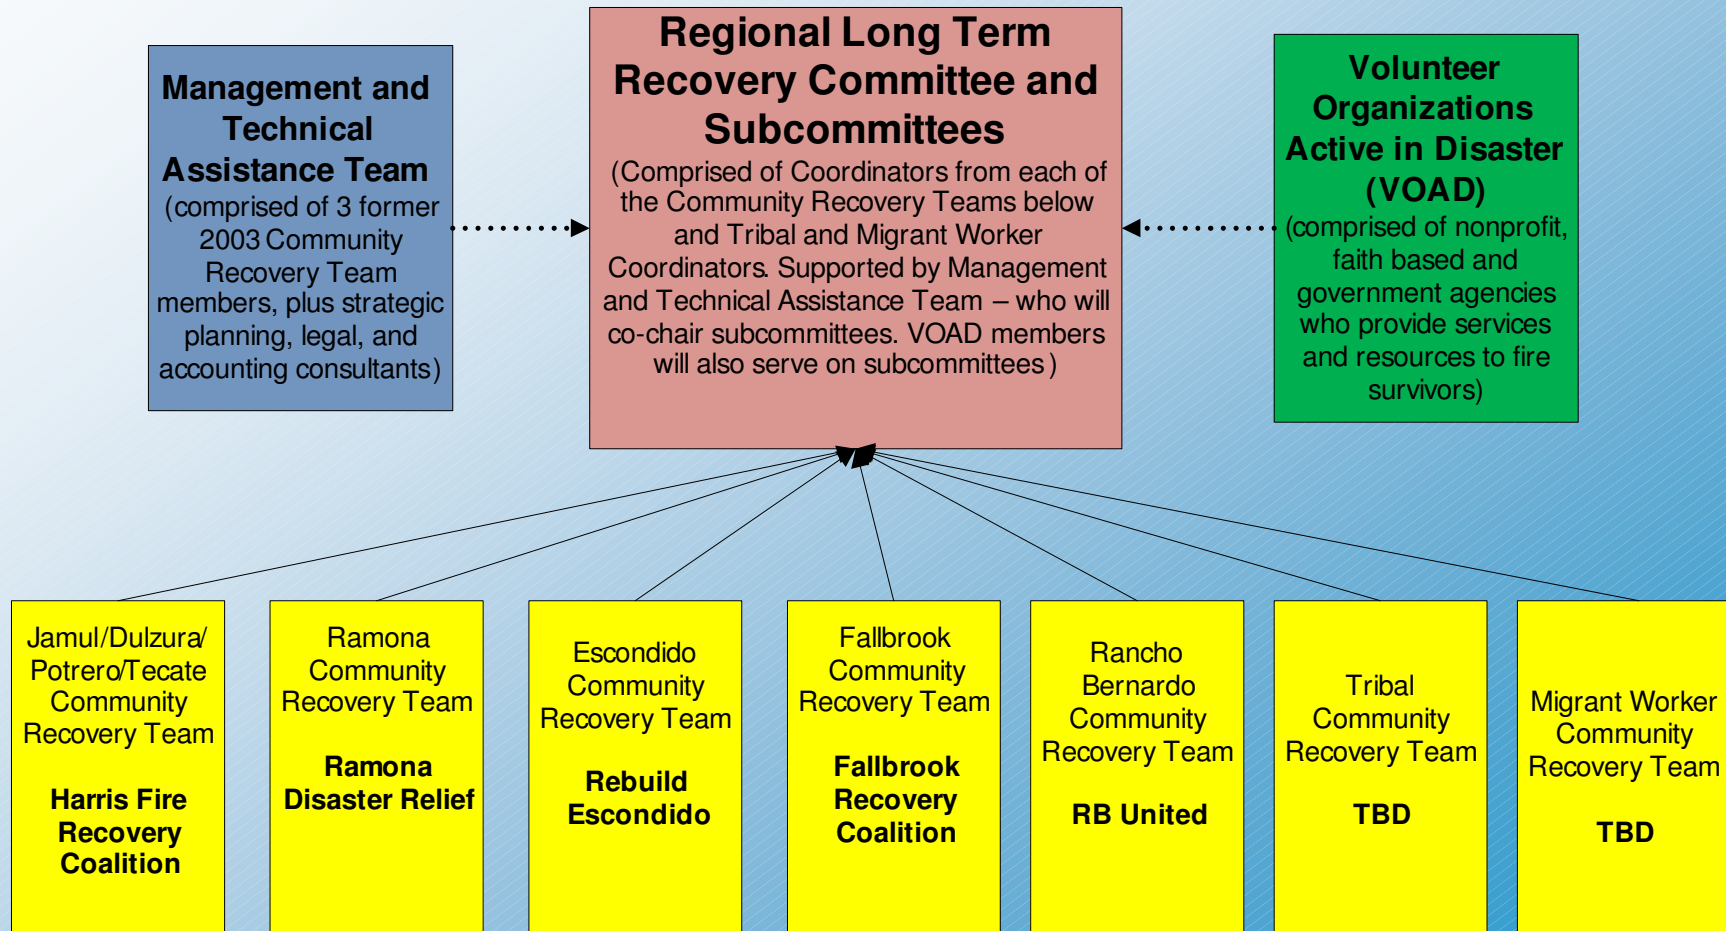 Management and
Technical
Assistance Team
(comprised of 3 former
2003 Community
Recovery Team
members, plus strategic
planning, legal, and
accounting consultants)
Regional Long Term
Recovery Committee and
Subcommittees
(Comprised of Coordinators from each of
the Community Recovery Teams below
and Tribal and Migrant Worker
Coordinators. Supported by Management
and Technical Assistance Team – who will
co-chair subcommittees. VOAD members
will also serve on subcommittees)
Volunteer
Organizations
Active in Disaster
(VOAD)
(comprised of nonprofit,
faith based and
government agencies
who provide services
and resources to fire
survivors)
Jamul/Dulzura/
Potrero/Tecate
Community
Recovery Team
Harris Fire
Recovery
Coalition
Ramona
Community
Recovery Team
Ramona
Disaster Relief
Escondido
Community
Recovery Team
Rebuild
Escondido
Fallbrook
Community
Recovery Team
Fallbrook
Recovery
Coalition
Rancho
Bernardo
Community
Recovery Team
RB United
Tribal
Community
Recovery Team
TBD
Migrant Worker
Community
Recovery Team
TBD